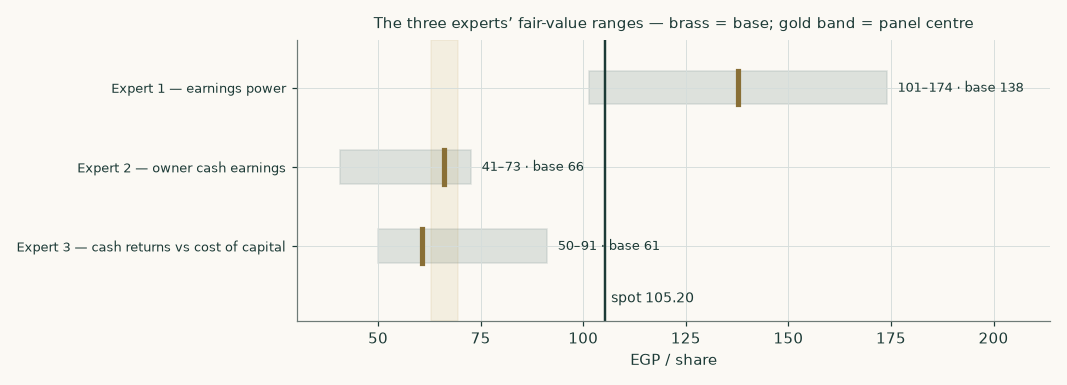 The three experts’ fair-value ranges — brass = base; gold band = panel centre
Expert 1 — earnings power
101–174 · base 138
Expert 2 — owner cash earnings
41–73 · base 66
Expert 3 — cash returns vs cost of capital
50–91 · base 61
spot 105.20
50 75 100 125 150 175 200
EGP / share